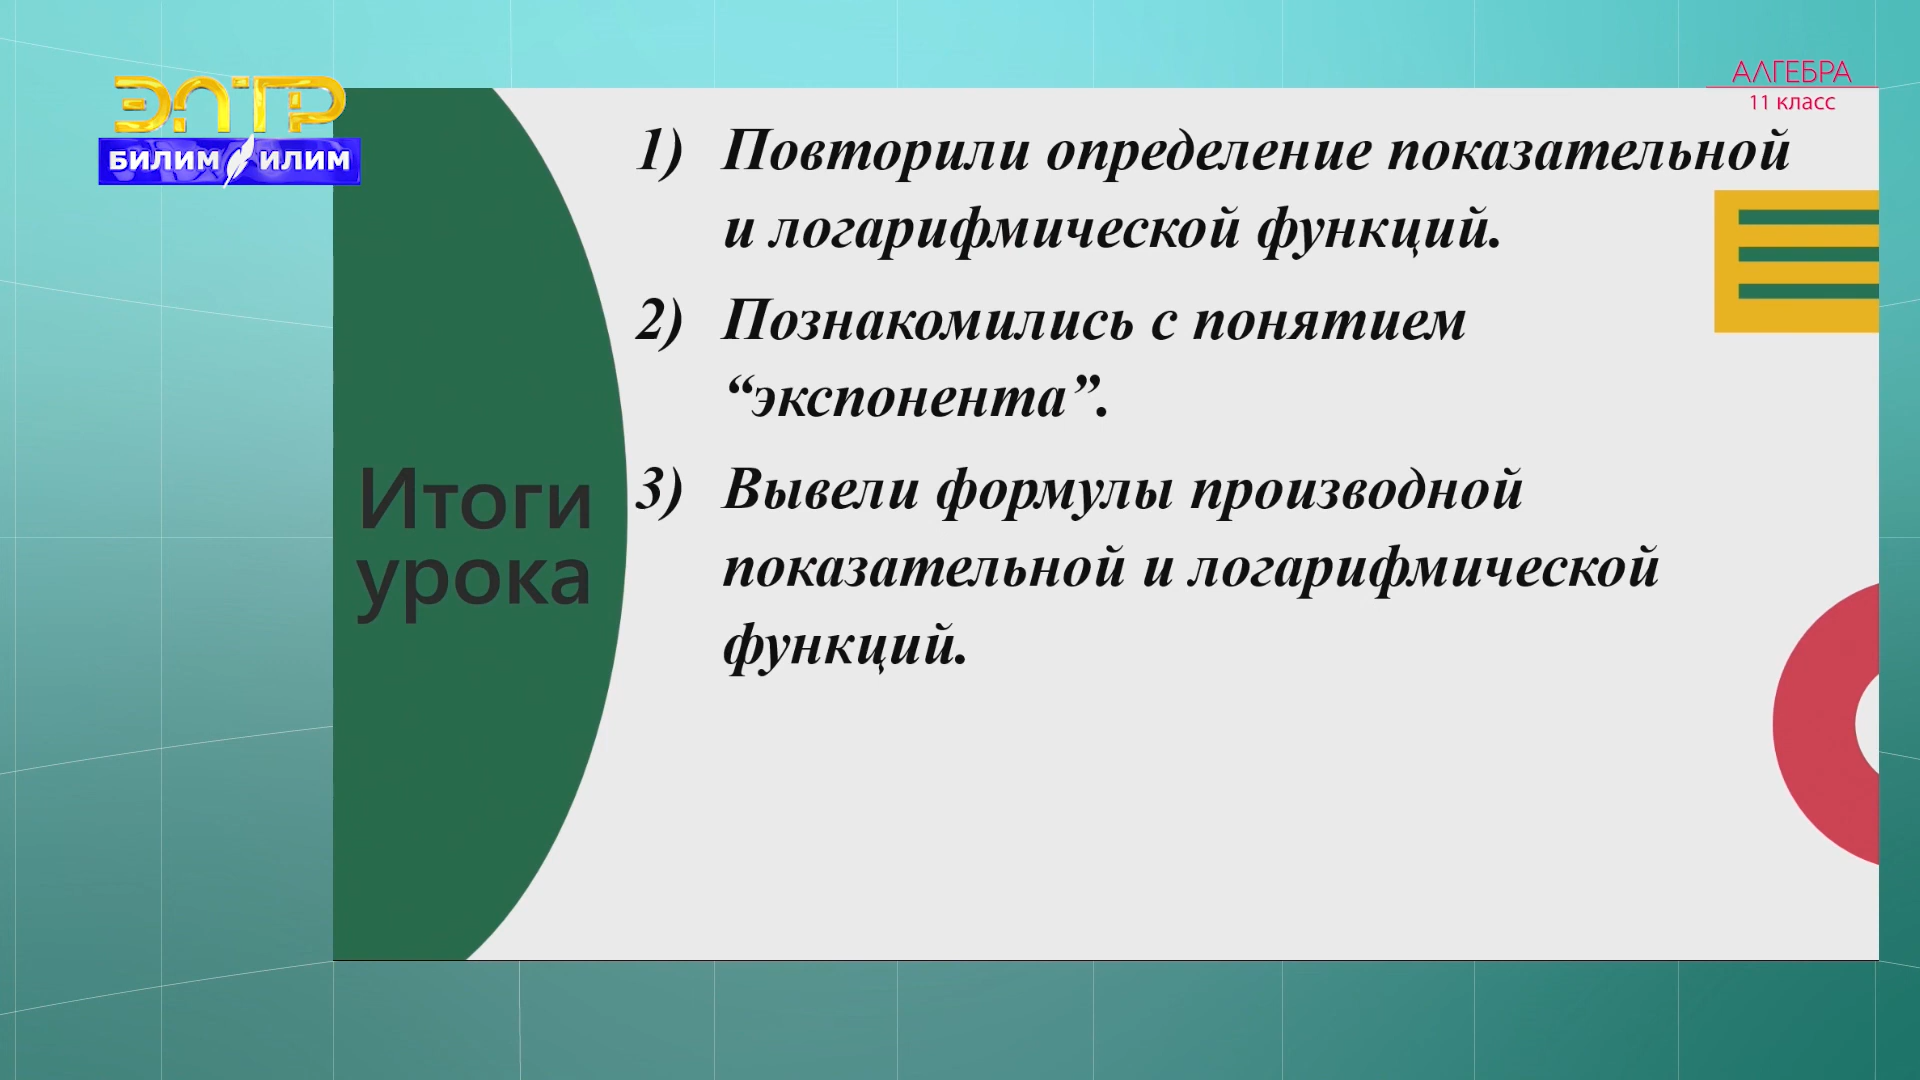 ЭЛТР
БИЛИМ ИЛИМ
АЛГЕБРА
11 класс
Итоги
урока
1) Повторили определение показательной
и логарифмической функций.
2) Познакомились с понятием
“экспонента”.
3) Вывели формулы производной
показательной и логарифмической
функций.